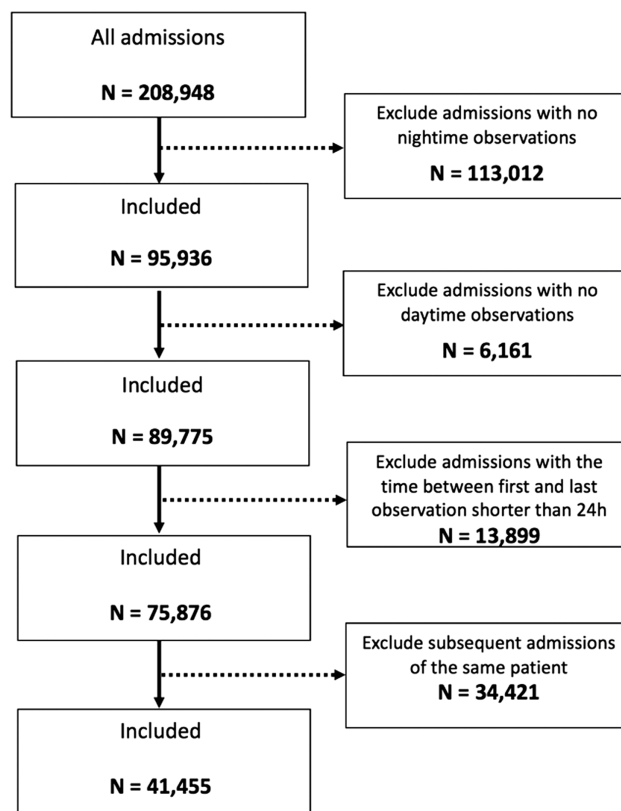 All admissions
N = 208,948
Exclude admissions with no
nightime observations
N = 113,012
Included
N = 95,936
Exclude admissions with no
daytime observations
N = 6,161
Included
N = 89,775
Exclude admissions with the
time between first and last
observation shorter than 24h
N = 13,899
Included
N = 75,876
Exclude subsequent admissions
of the same patient
N = 34,421
Included
N = 41,455